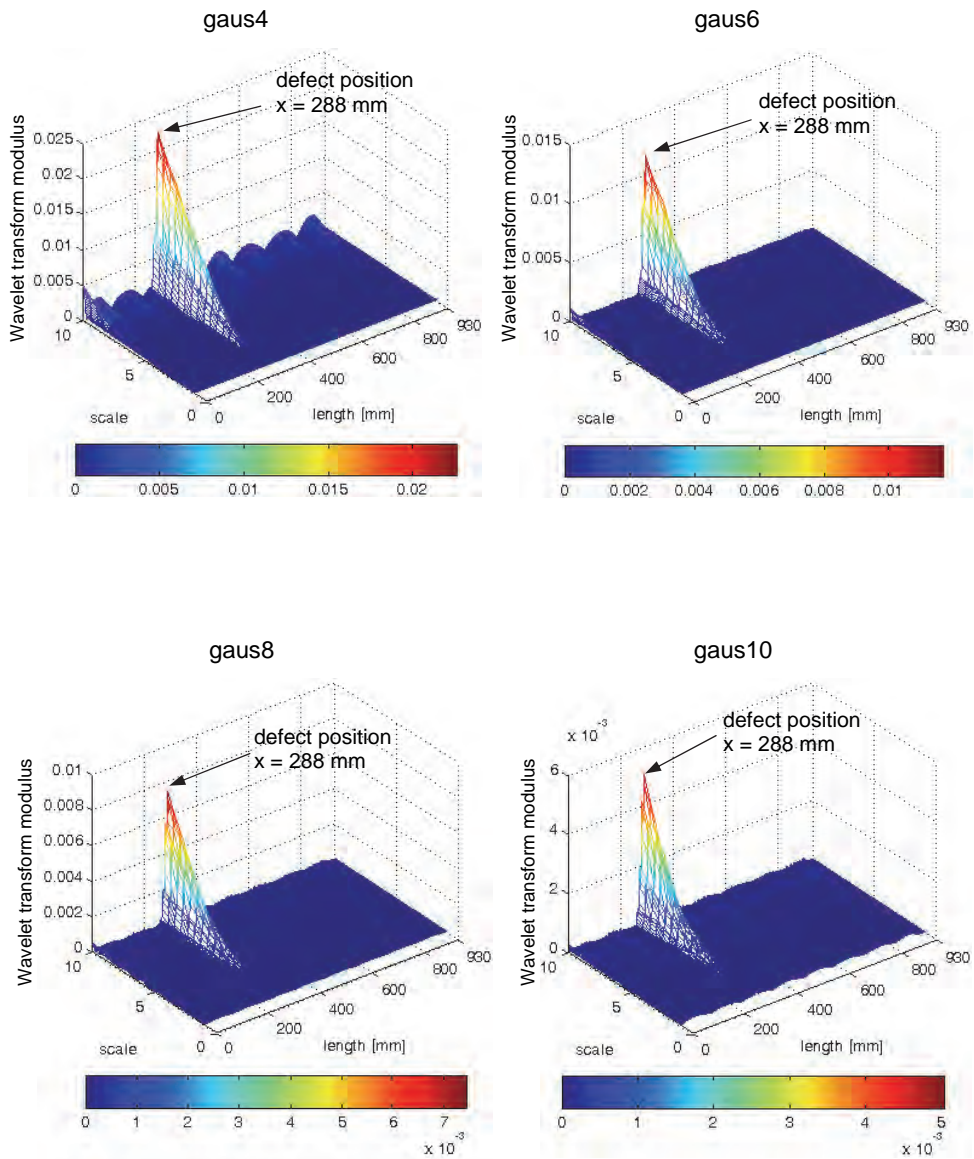 gaus4
defect position
x = 288 mm
Wavelet transform modulus
0.025
0.02
0.015
0.01
0.005
0
10
5
0
scale
0
200
400
600
800
930
length [mm]
0 0.005 0.01 0.015 0.02
gaus6
defect position
x = 288 mm
Wavelet transform modulus
0.015
0.01
0.005
0
10
5
0
scale
0
200
400
600
800
930
length [mm]
0 0.002 0.004 0.006 0.008 0.01
gaus8
defect position
x = 288 mm
Wavelet transform modulus
0.01
0.008
0.006
0.004
0.002
0
10
5
0
scale
0
200
400
600
800
930
length [mm]
0 1 2 3 4 5 6 7
x 10⁻³
gaus10
x 10⁻³
defect position
x = 288 mm
Wavelet transform modulus
6
4
2
0
10
5
0
scale
0
200
400
600
800
930
length [mm]
0 1 2 3 4 5
x 10⁻³